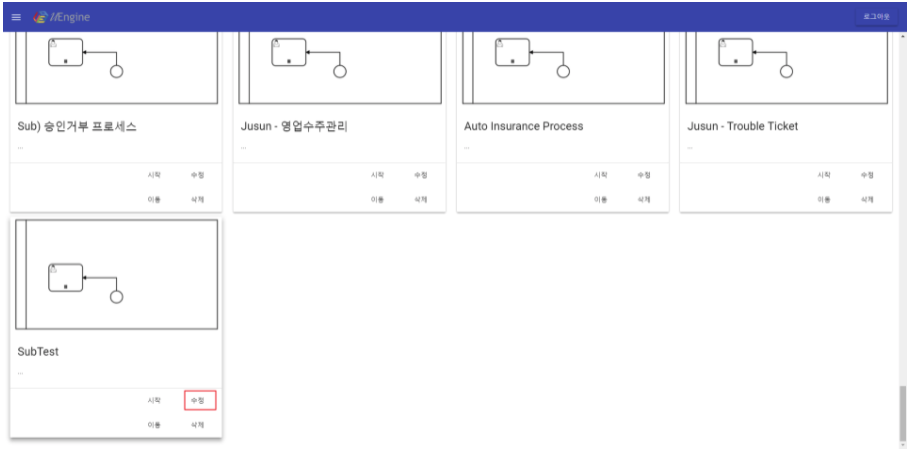 //Engine
로그아웃
Sub) 승인거부 프로세스
...
시작 수정
이동 삭제
Jusun - 영업수주관리
...
시작 수정
이동 삭제
Auto Insurance Process
...
시작 수정
이동 삭제
Jusun - Trouble Ticket
...
시작 수정
이동 삭제
SubTest
...
시작 수정
이동 삭제